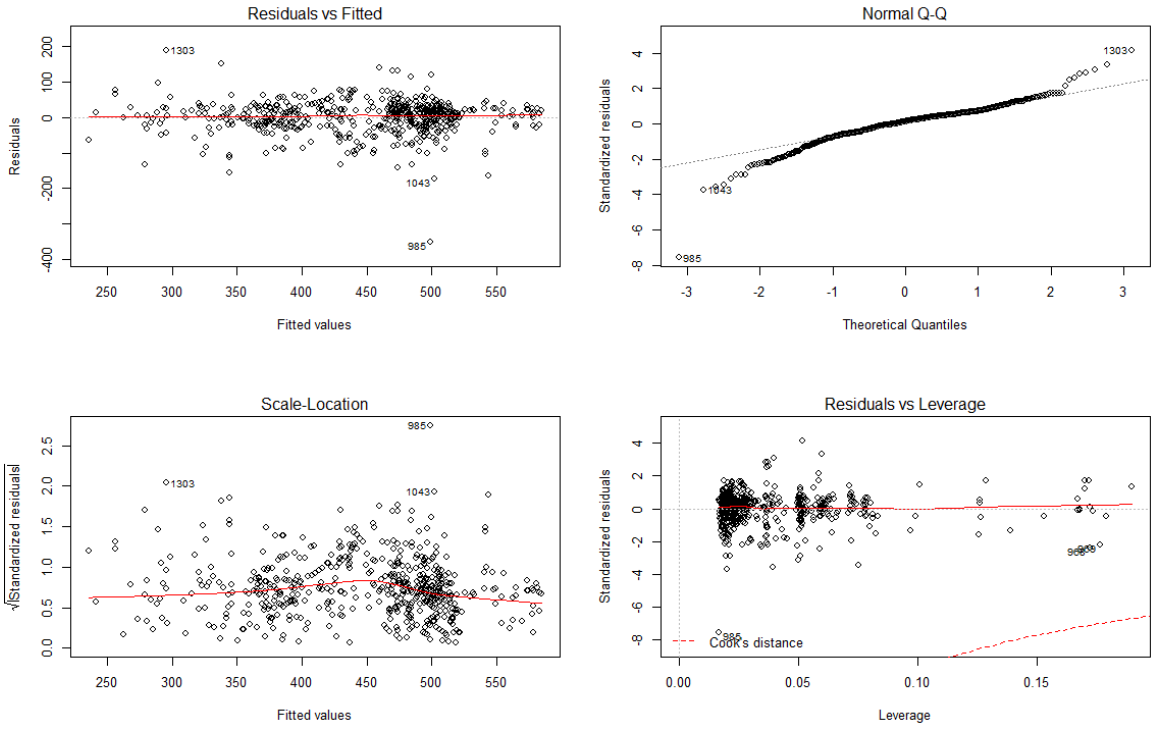 Residuals vs Fitted
Residuals
200
100
0
-200
-400
1303
1043
985
250 300 350 400 450 500 550
Fitted values
Normal Q-Q
Standardized residuals
4
2
0
-2
-4
-6
-8
1303
1043
985
-3 -2 -1 0 1 2 3
Theoretical Quantiles
Scale-Location
√|Standardized residuals|
2.5
2.0
1.5
1.0
0.5
0.0
985
1303
1043
250 300 350 400 450 500 550
Fitted values
Residuals vs Leverage
Standardized residuals
4
2
0
-2
-4
-6
-8
985
Cook's distance
0.00 0.05 0.10 0.15
Leverage